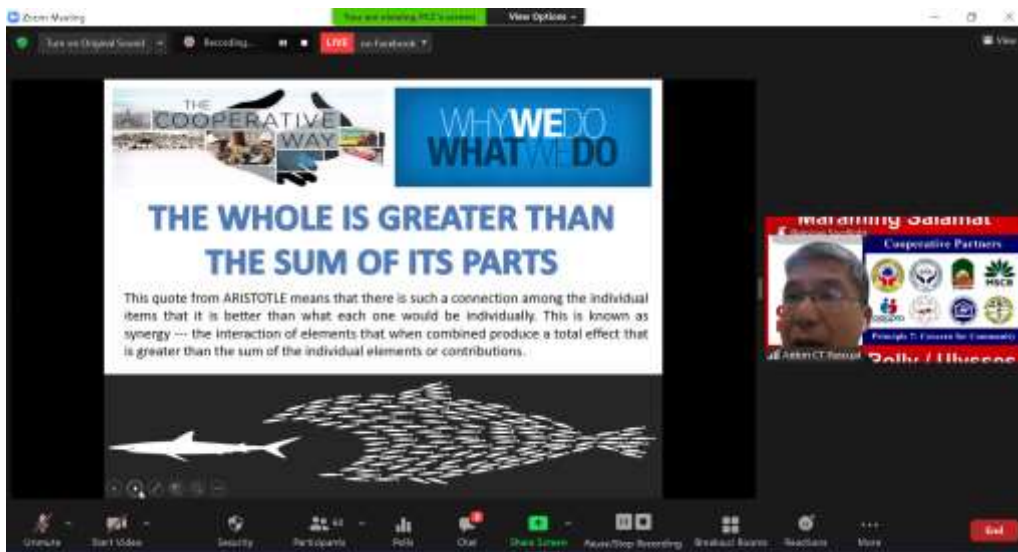 Zoom Meeting
You are viewing
screen
View Options
Turn on Original Sound
Recording...
LIVE
on Facebook
View
THE
COOPERATIVE
WAY
WHY WE DO
WHAT WE DO
THE WHOLE IS GREATER THAN
THE SUM OF ITS PARTS
This quote from ARISTOTLE means that there is such a connection among the individual
items that it is better than what each one would be individually. This is known as
synergy --- the interaction of elements that when combined produce a total effect that
is greater than the sum of the individual elements or contributions.
Maraming Salamat
Cooperative Partners
MSCB
Principle 7: Concern for Community
Rolly / Ulysses
Unmute
Start Video
Security
Participants
Polls
Chat
Share Screen
Pause/Stop Recording
Breakout Rooms
Reactions
More
End